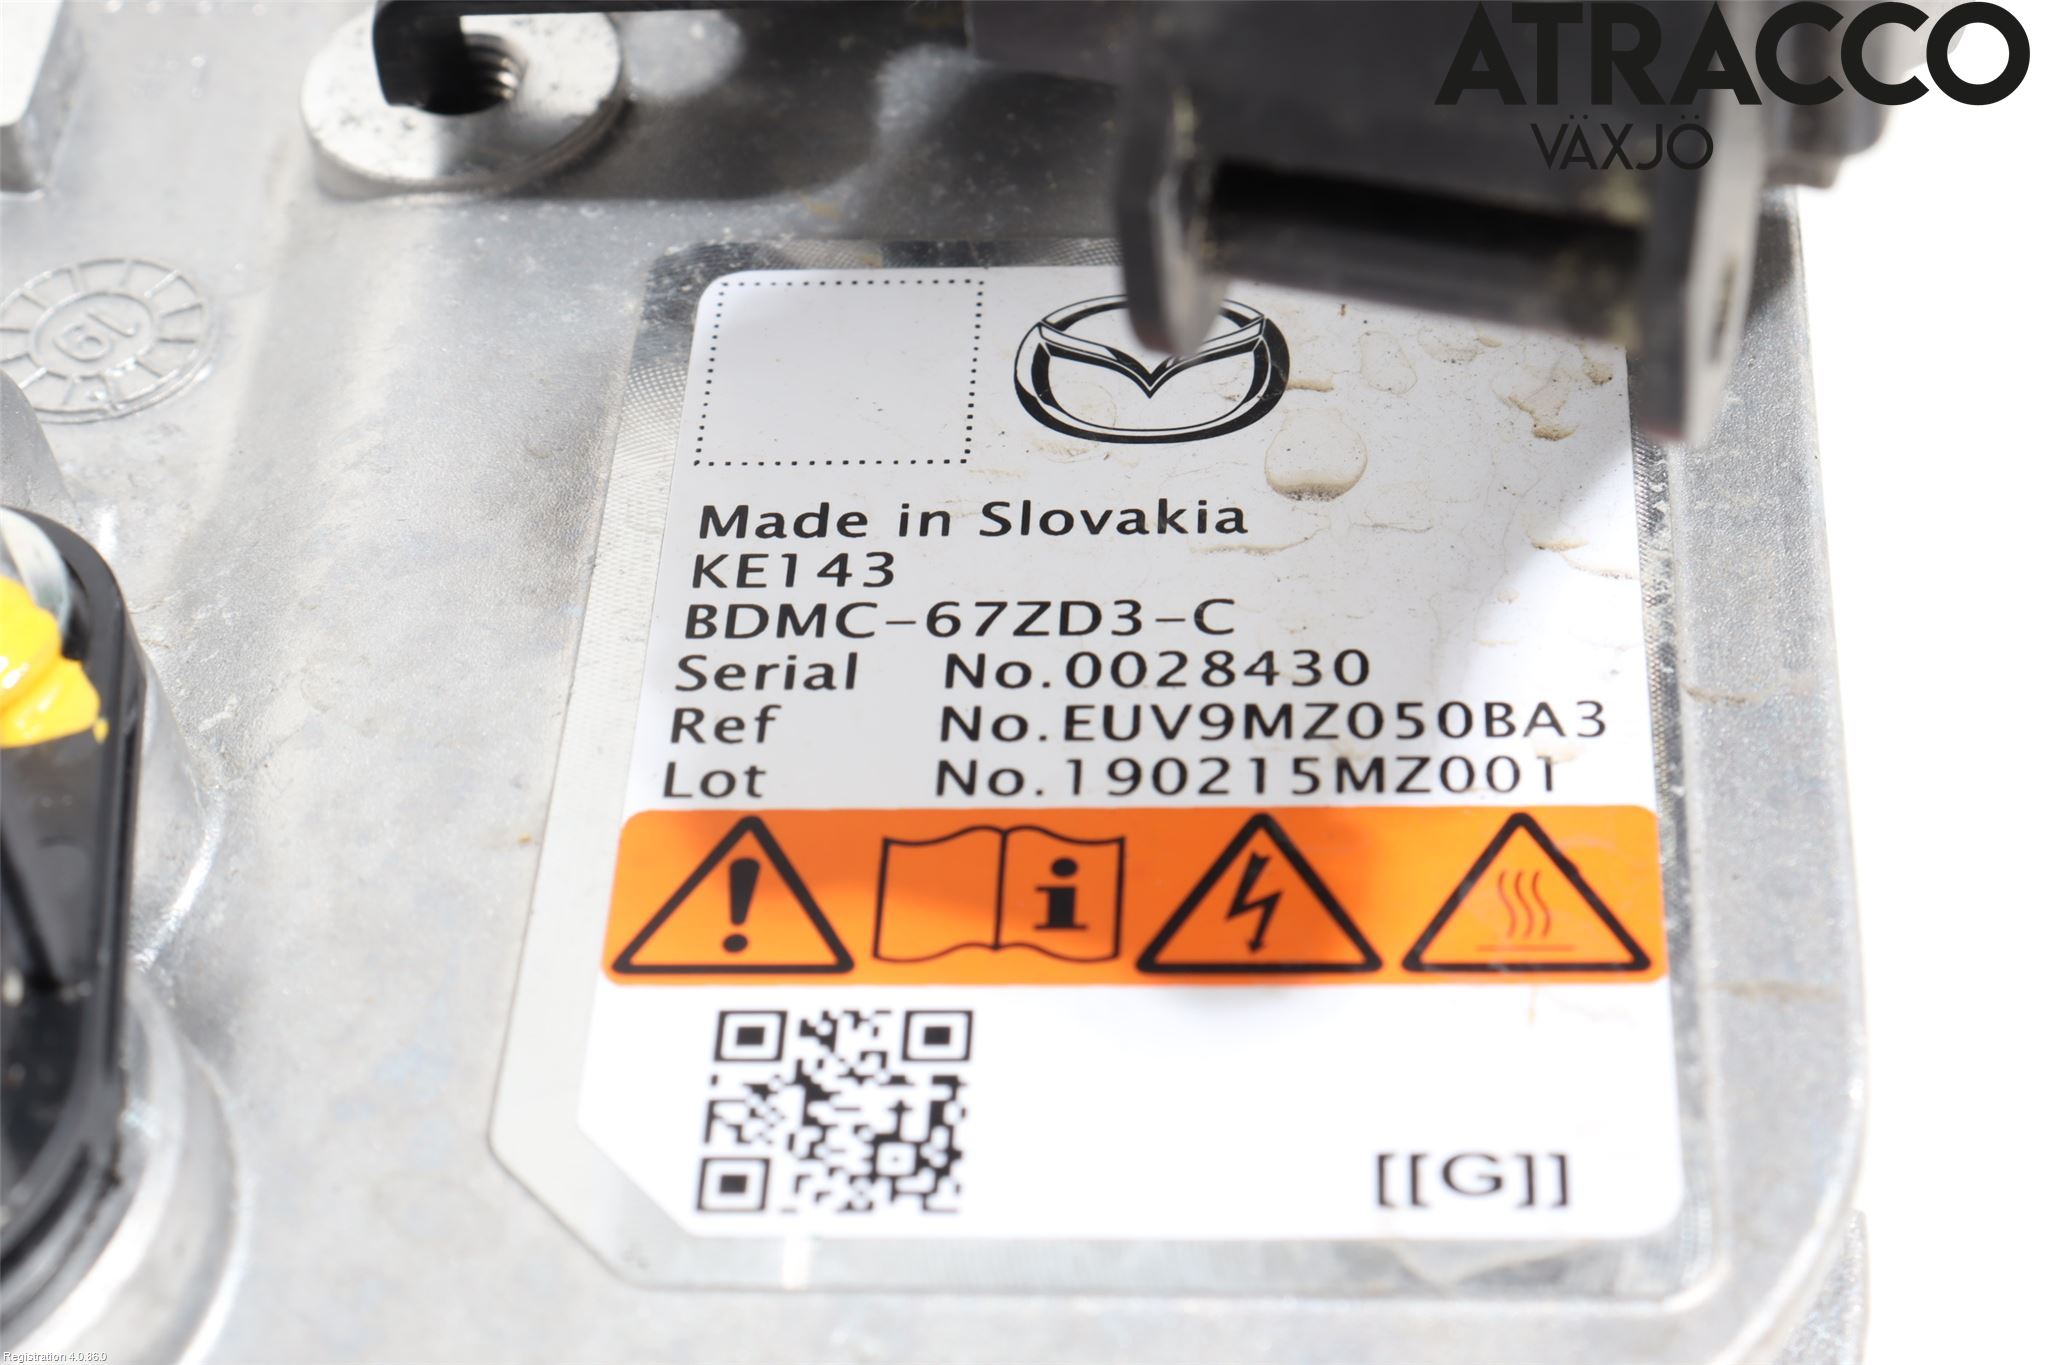 ATRACCO
VÄXJÖ
19
Made in Slovakia
KE143
BDMC-67ZD3-C
Serial No.0028430
Ref No.EUV9MZ050BA3
Lot No.190215MZ001
[[G]]
Registration 4.0.86.0